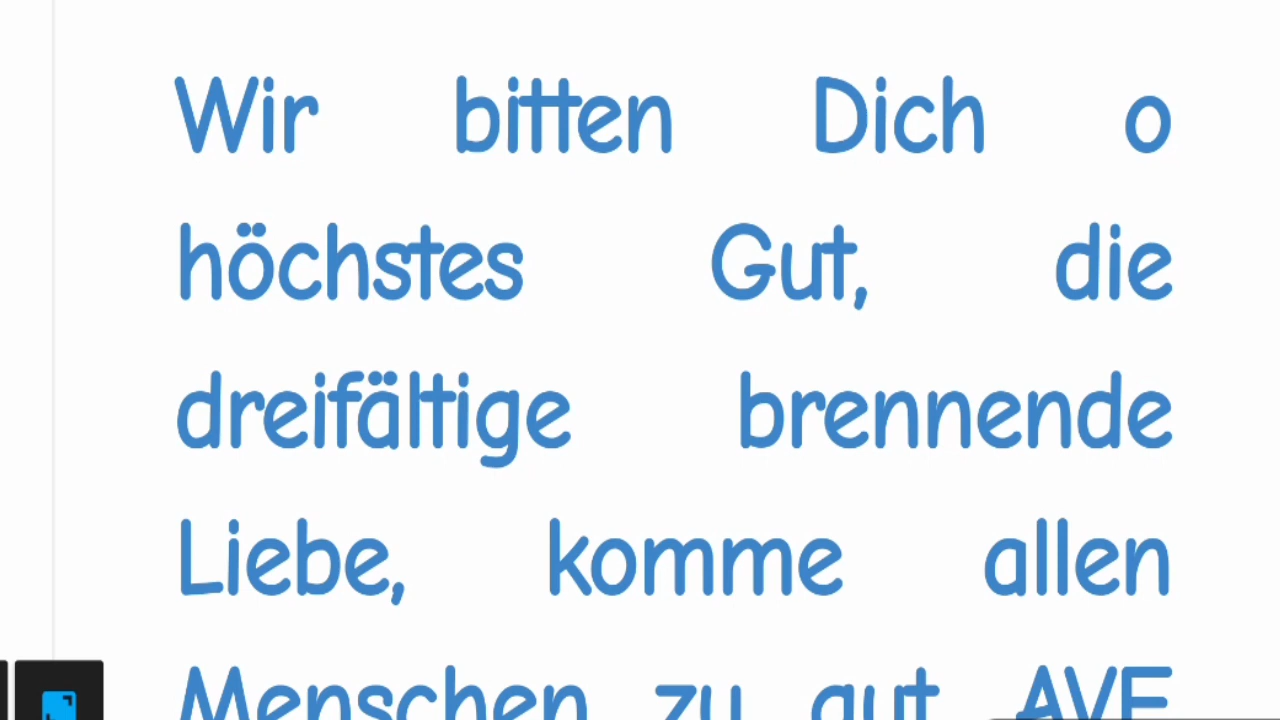 Wir bitten Dich o
höchstes Gut, die
dreifältige brennende
Liebe, komme allen
Menschen zu gut AVE